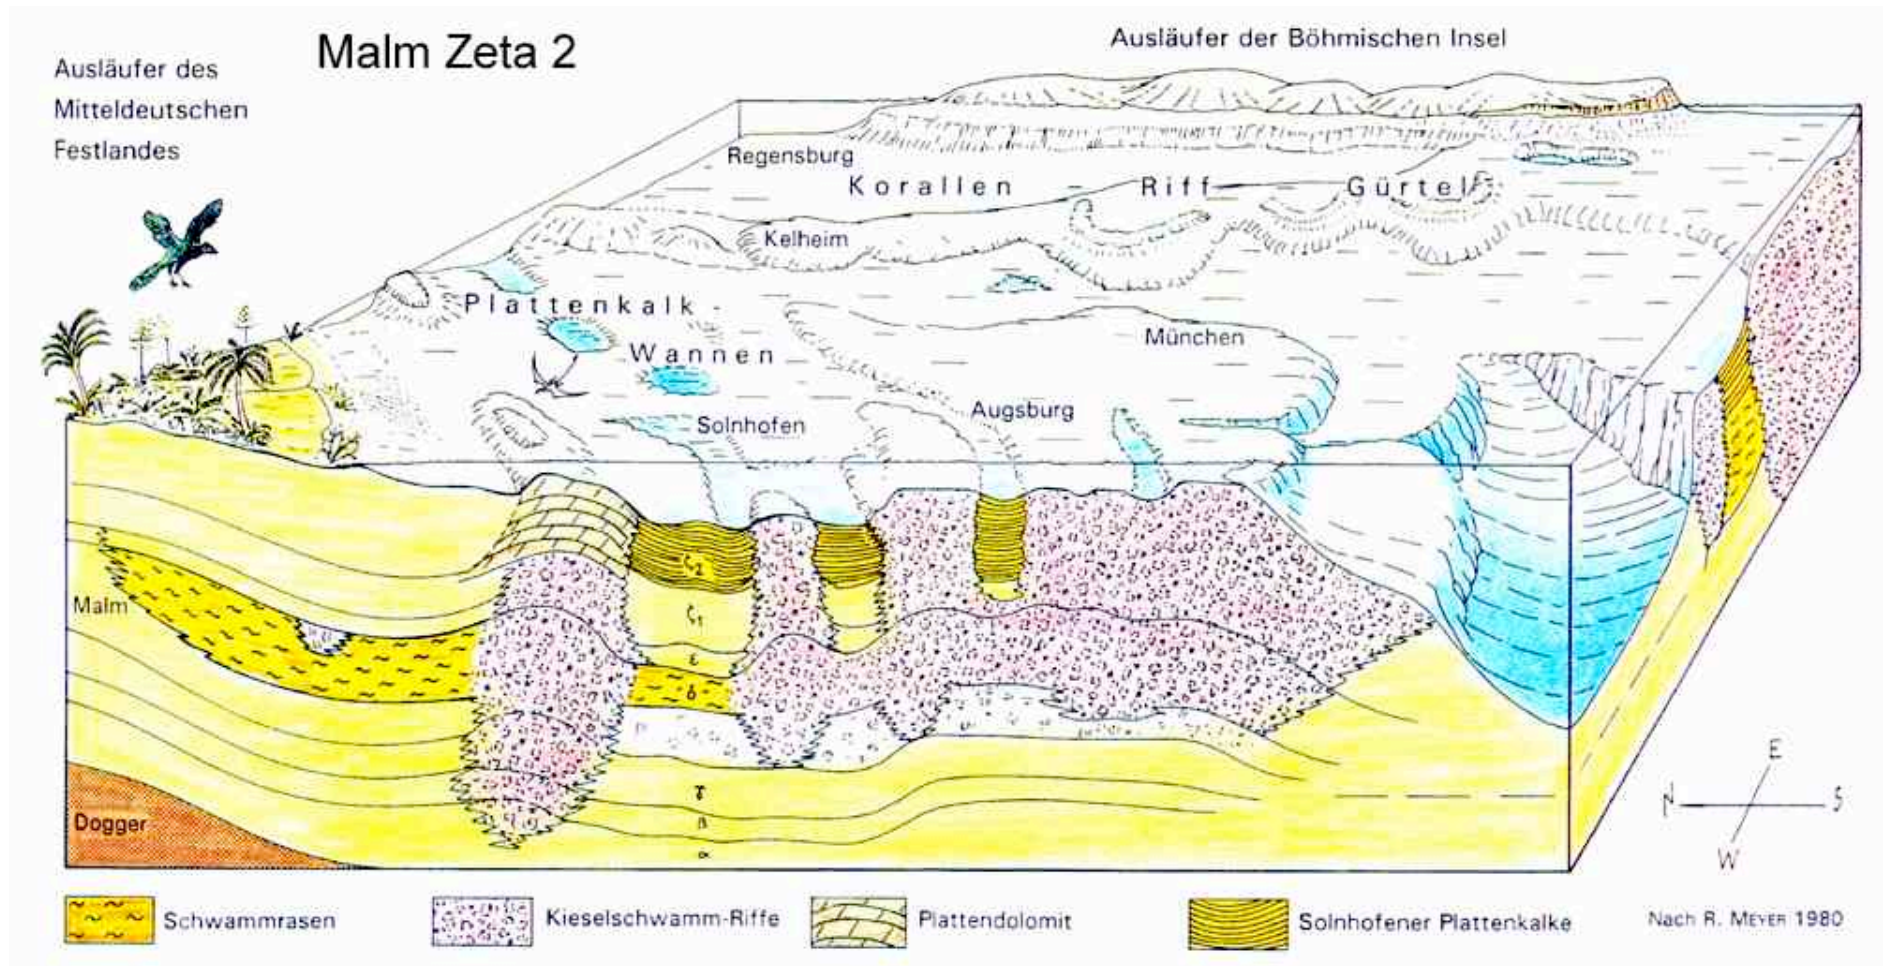 Malm Zeta 2
Ausläufer der Böhmischen Insel
Ausläufer des
Mitteldeutschen
Festlandes
Regensburg
Korallen Riff Gürtel
Kelheim
Plattenkalk
Wannen
München
Solnhofen
Augsburg
ζ2
Malm
ζ1
ε
δ
γ
β
α
Dogger
E
N
S
W
Schwammrasen
Kieselschwamm-Riffe
Plattendolomit
Solnhofener Plattenkalke
Nach R. MEYER 1980